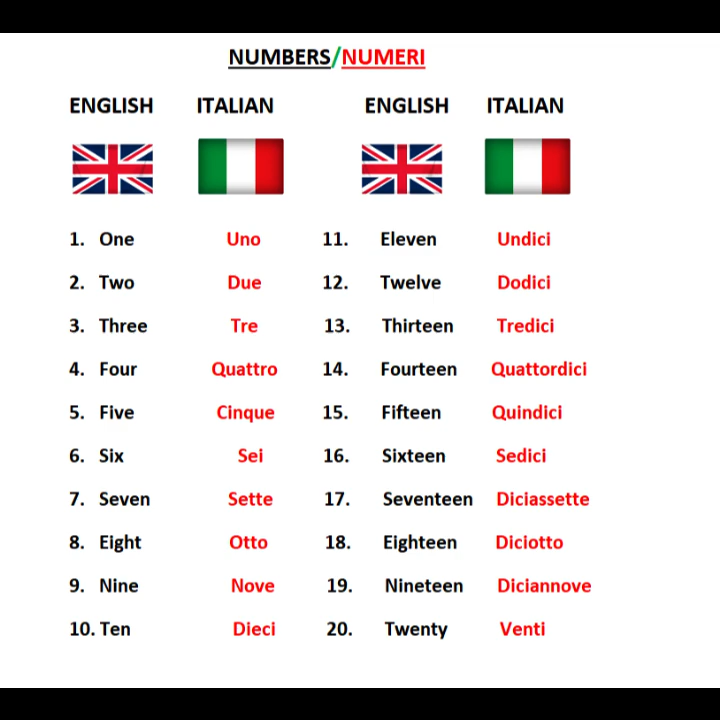 NUMBERS/NUMERI
ENGLISH ITALIAN ENGLISH ITALIAN
1. One Uno 11. Eleven Undici
2. Two Due 12. Twelve Dodici
3. Three Tre 13. Thirteen Tredici
4. Four Quattro 14. Fourteen Quattordici
5. Five Cinque 15. Fifteen Quindici
6. Six Sei 16. Sixteen Sedici
7. Seven Sette 17. Seventeen Diciassette
8. Eight Otto 18. Eighteen Diciotto
9. Nine Nove 19. Nineteen Diciannove
10. Ten Dieci 20. Twenty Venti